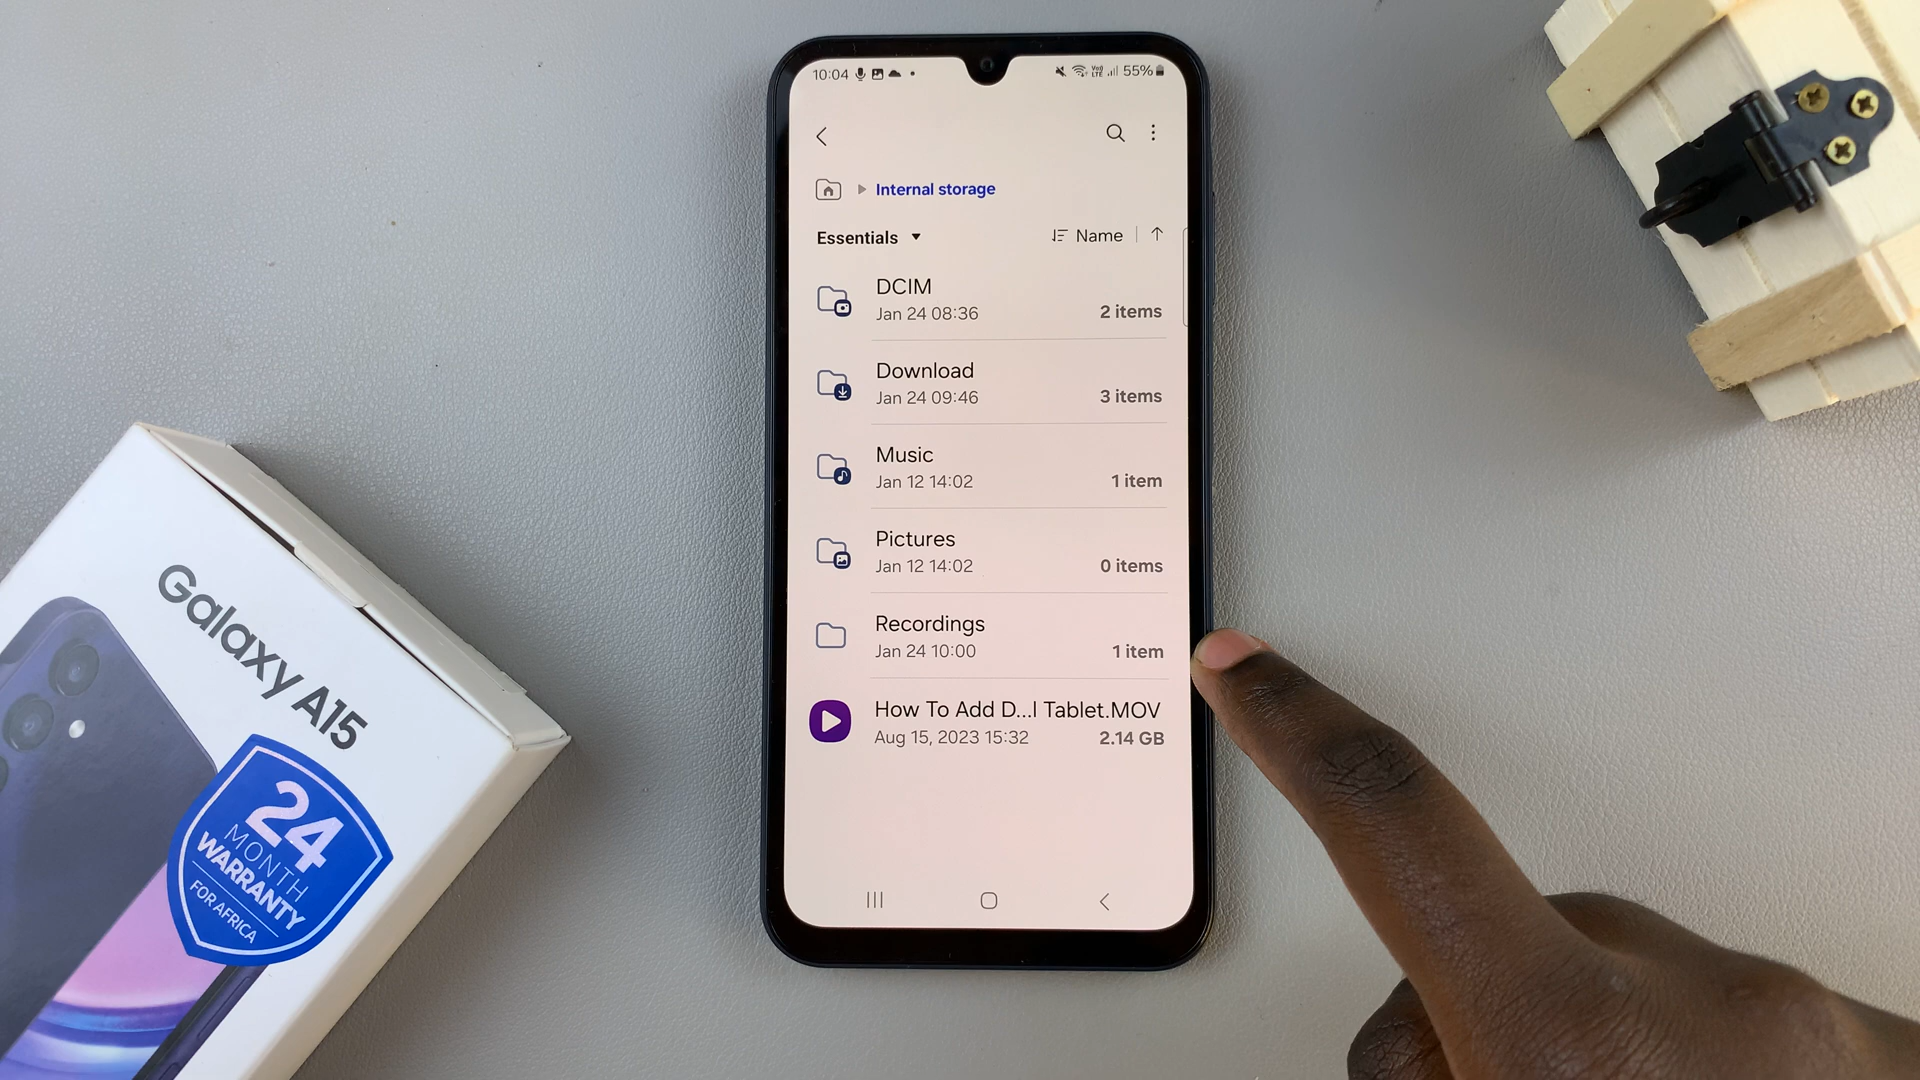 10:04
Vo)) LTE 55%
Internal storage
Essentials
Name
DCIM
Jan 24 08:36
2 items
Download
Jan 24 09:46
3 items
Music
Jan 12 14:02
1 item
Pictures
Jan 12 14:02
0 items
Recordings
Jan 24 10:00
1 item
How To Add D...l Tablet.MOV
Aug 15, 2023 15:32
2.14 GB
Galaxy A15
24
MONTH
WARRANTY
FOR AFRICA